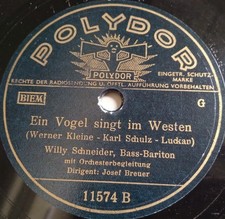 POLYDOR
POLYDOR
EINGETR. SCHUTZ-
MARKE
RECHTE DER RADIOSENDUNG U. ÖFFTL. AUFFÜHRUNG VORBEHALTEN
BIEM
G
Ein Vogel singt im Westen
(Werner Kleine - Karl Schulz - Luckau)
Willy Schneider, Bass-Bariton
mit Orchesterbegleitung
Dirigent: Josef Breuer
11574 B